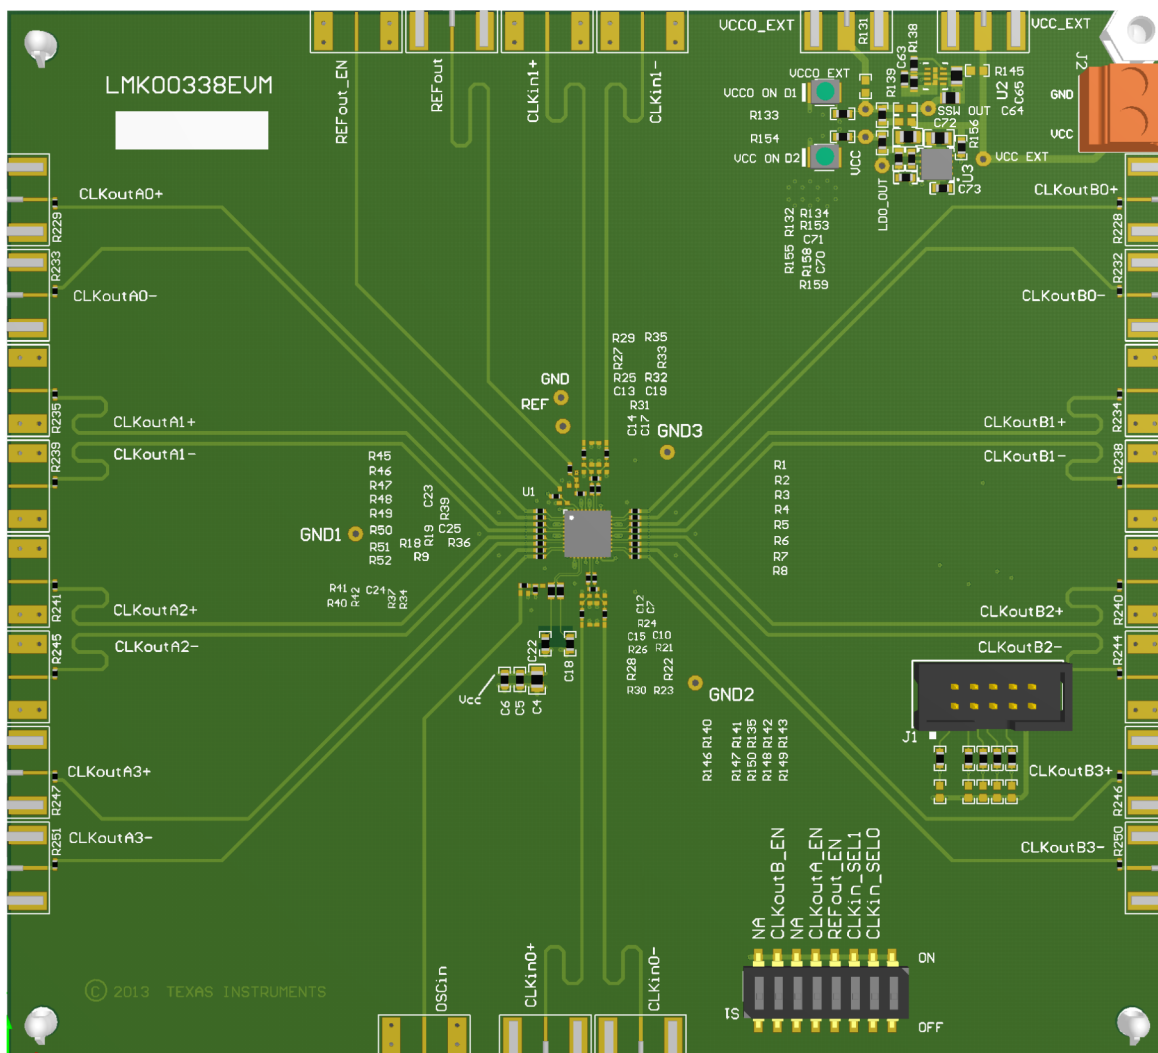 VCCO_EXT
R131
VCC_EXT
J2
REFout_EN
REFout
CLKin1+
CLKin1-
LMK00338EVM
VCCO EXT
VCCO ON D1
R139
C63
R138
R145
U2
C65
C64
GND
VCC
R133
SSW OUT
C72
R156
R154
VCC ON D2
VCC
LDO_OUT
U3
C73
VCC EXT
CLKoutA0+
R229
CLKoutB0+
R228
R132
R134
R153
C71
R155
R158
C70
R159
R233
CLKoutA0-
R232
CLKoutB0-
R29
R35
R27
R33
R25
R32
C13
C19
R31
C14
C17
GND
REF
GND3
R235
CLKoutA1+
R234
CLKoutB1+
R239
CLKoutA1-
R238
CLKoutB1-
R45
R46
R47
R48
R49
R50
R51
R52
C23
R39
R19
C25
R18
R36
R9
U1
GND1
R1
R2
R3
R4
R5
R6
R7
R8
R41
R42
C24
R37
R34
R40
R241
CLKoutA2+
R240
CLKoutB2+
R245
CLKoutA2-
R244
CLKoutB2-
C12
C7
R24
C15
C10
R26
R21
R28
R22
R30
R23
C22
C18
Vcc
C6
C5
C4
GND2
J1
R146 R140
R147 R141
R150 R135
R148 R142
R149 R143
R247
CLKoutA3+
R246
CLKoutB3+
R251
CLKoutA3-
R250
CLKoutB3-
NA
CLKoutB_EN
NA
CLKoutA_EN
REFout_EN
CLKin_SEL1
CLKin_SEL0
ON
OFF
S1
© 2013 TEXAS INSTRUMENTS
OSCin
CLKin0+
CLKin0-